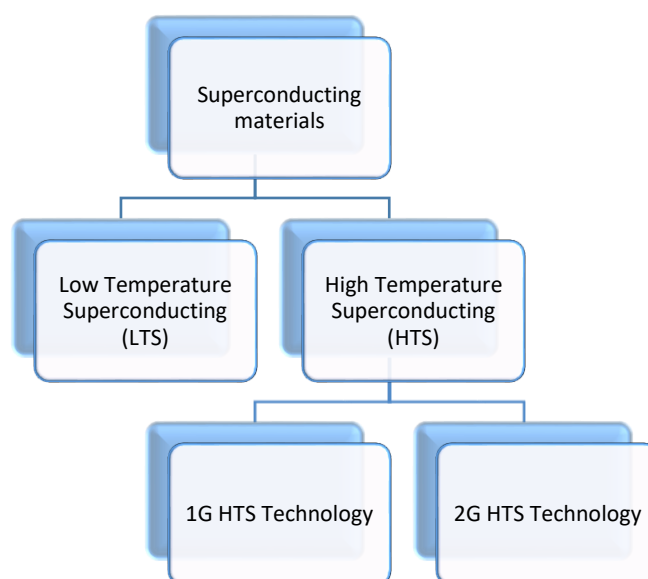 Superconducting
materials
Low Temperature
Superconducting
(LTS)
High Temperature
Superconducting
(HTS)
1G HTS Technology
2G HTS Technology